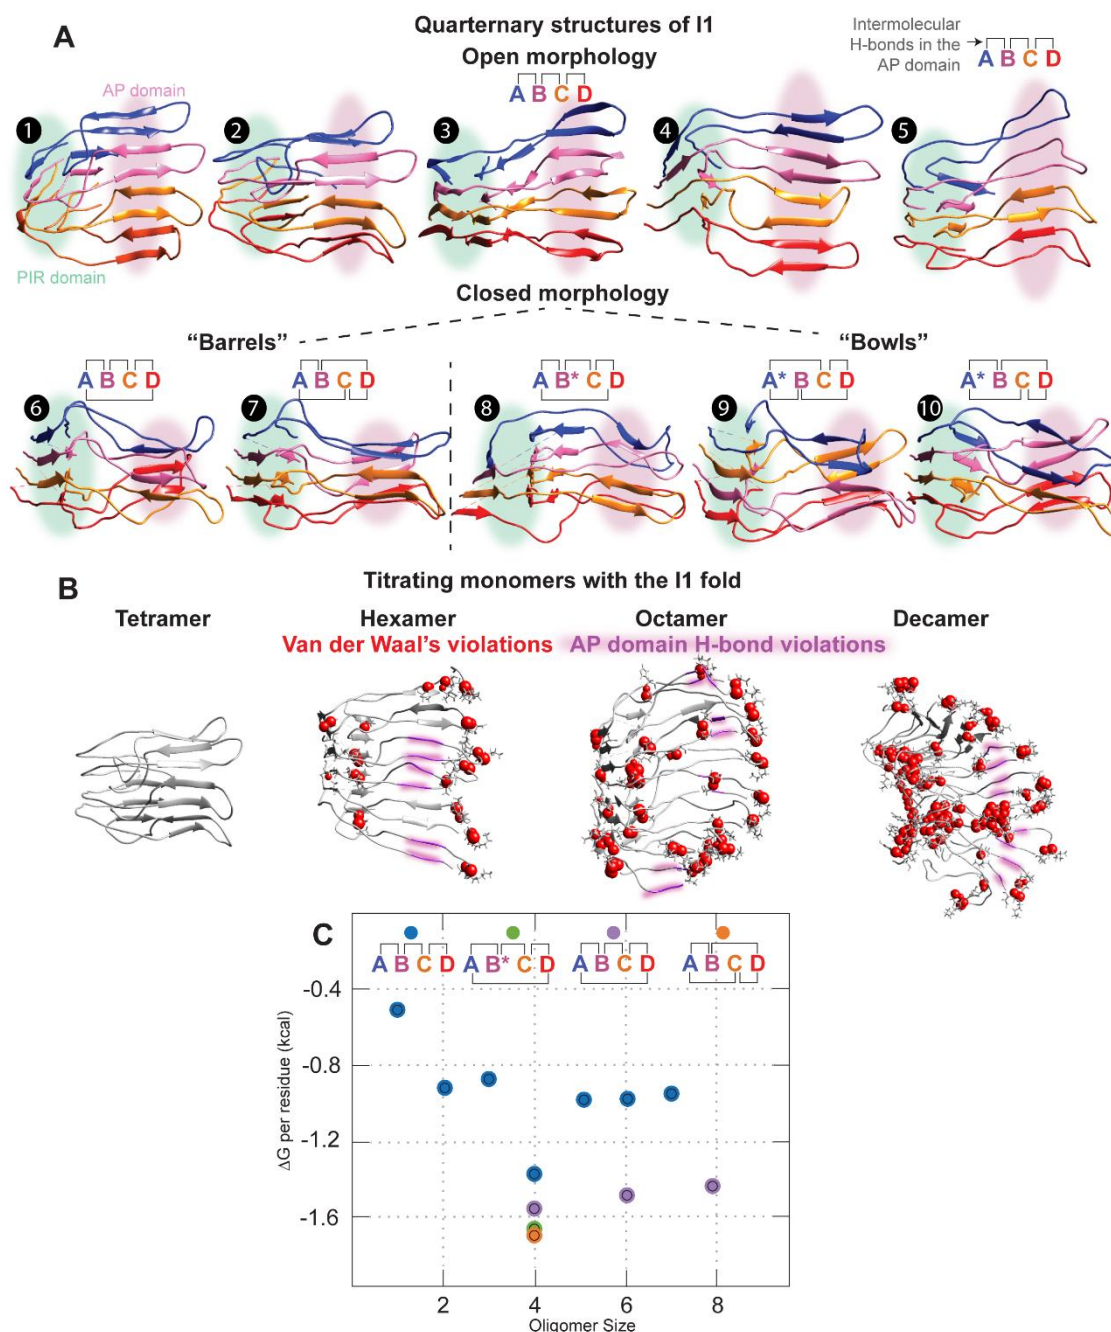 A
Quarternary structures of I1
Open morphology
Intermolecular
H-bonds in the
AP domain
A B C D
A B C D
AP domain
1
2
3
4
5
PIR domain
Closed morphology
“Barrels”
“Bowls”
A B C D
A B C D
A B* C D
A* B C D
A* B C D
6
7
8
9
10
B
Titrating monomers with the I1 fold
Tetramer
Hexamer
Octamer
Decamer
Van der Waal's violations
AP domain H-bond violations
C
A B C D
A B* C D
A B C D
A B C D
-0.4
-0.8
-1.2
-1.6
ΔG per residue (kcal)
2
4
6
8
Oligomer Size